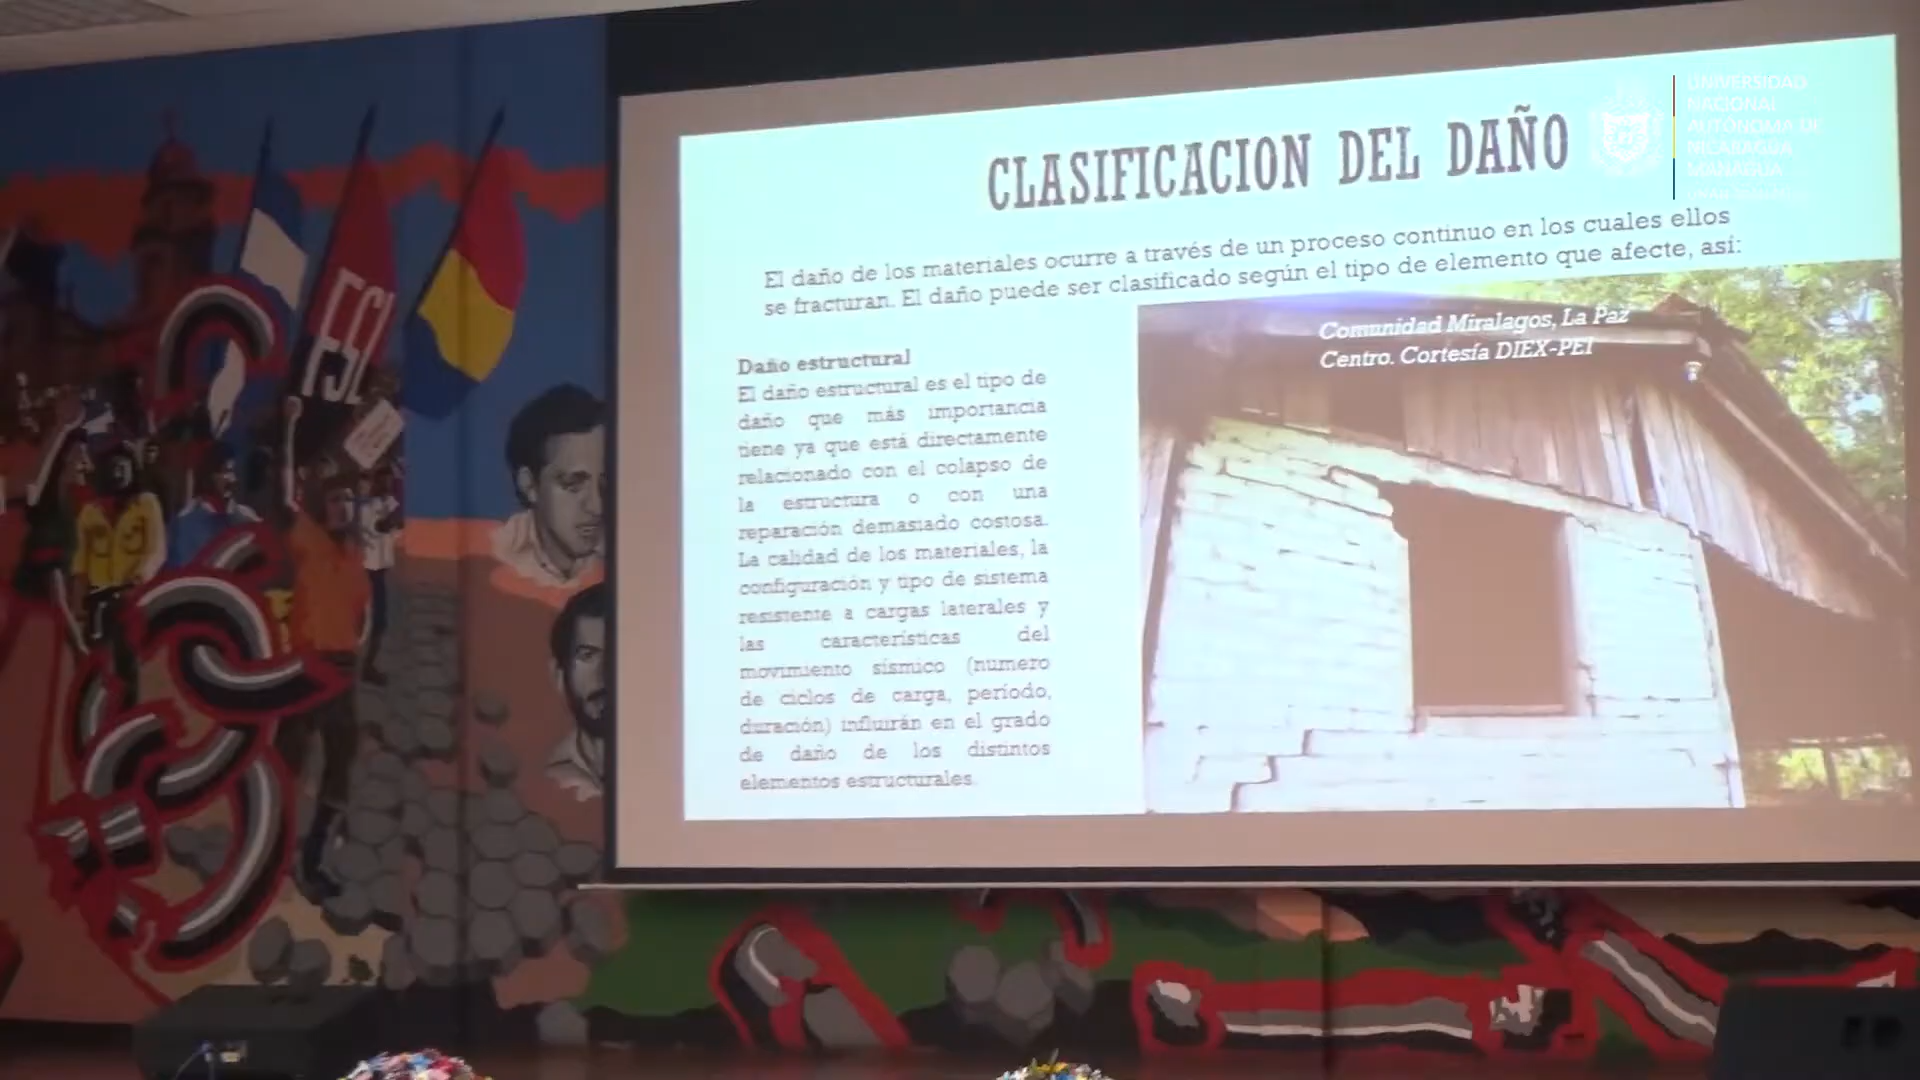 CLASIFICACION DEL DAÑO
UNIVERSIDAD
NACIONAL
AUTÓNOMA DE
NICARAGUA
MANAGUA
El daño de los materiales ocurre a través de un proceso continuo en los cuales ellos
se fracturan. El daño puede ser clasificado según el tipo de elemento que afecte, así:
Comunidad Miralagos, La Paz
Centro. Cortesía DIEX-PEI
Daño estructural
El daño estructural es el tipo de
daño que más importancia
tiene ya que está directamente
relacionado con el colapso de
la estructura o con una
reparación demasiado costosa.
La calidad de los materiales, la
configuración y tipo de sistema
resistente a cargas laterales y
las características del
movimiento sísmico (numero
de ciclos de carga, período,
duración) influirán en el grado
de daño de los distintos
elementos estructurales.
FSL